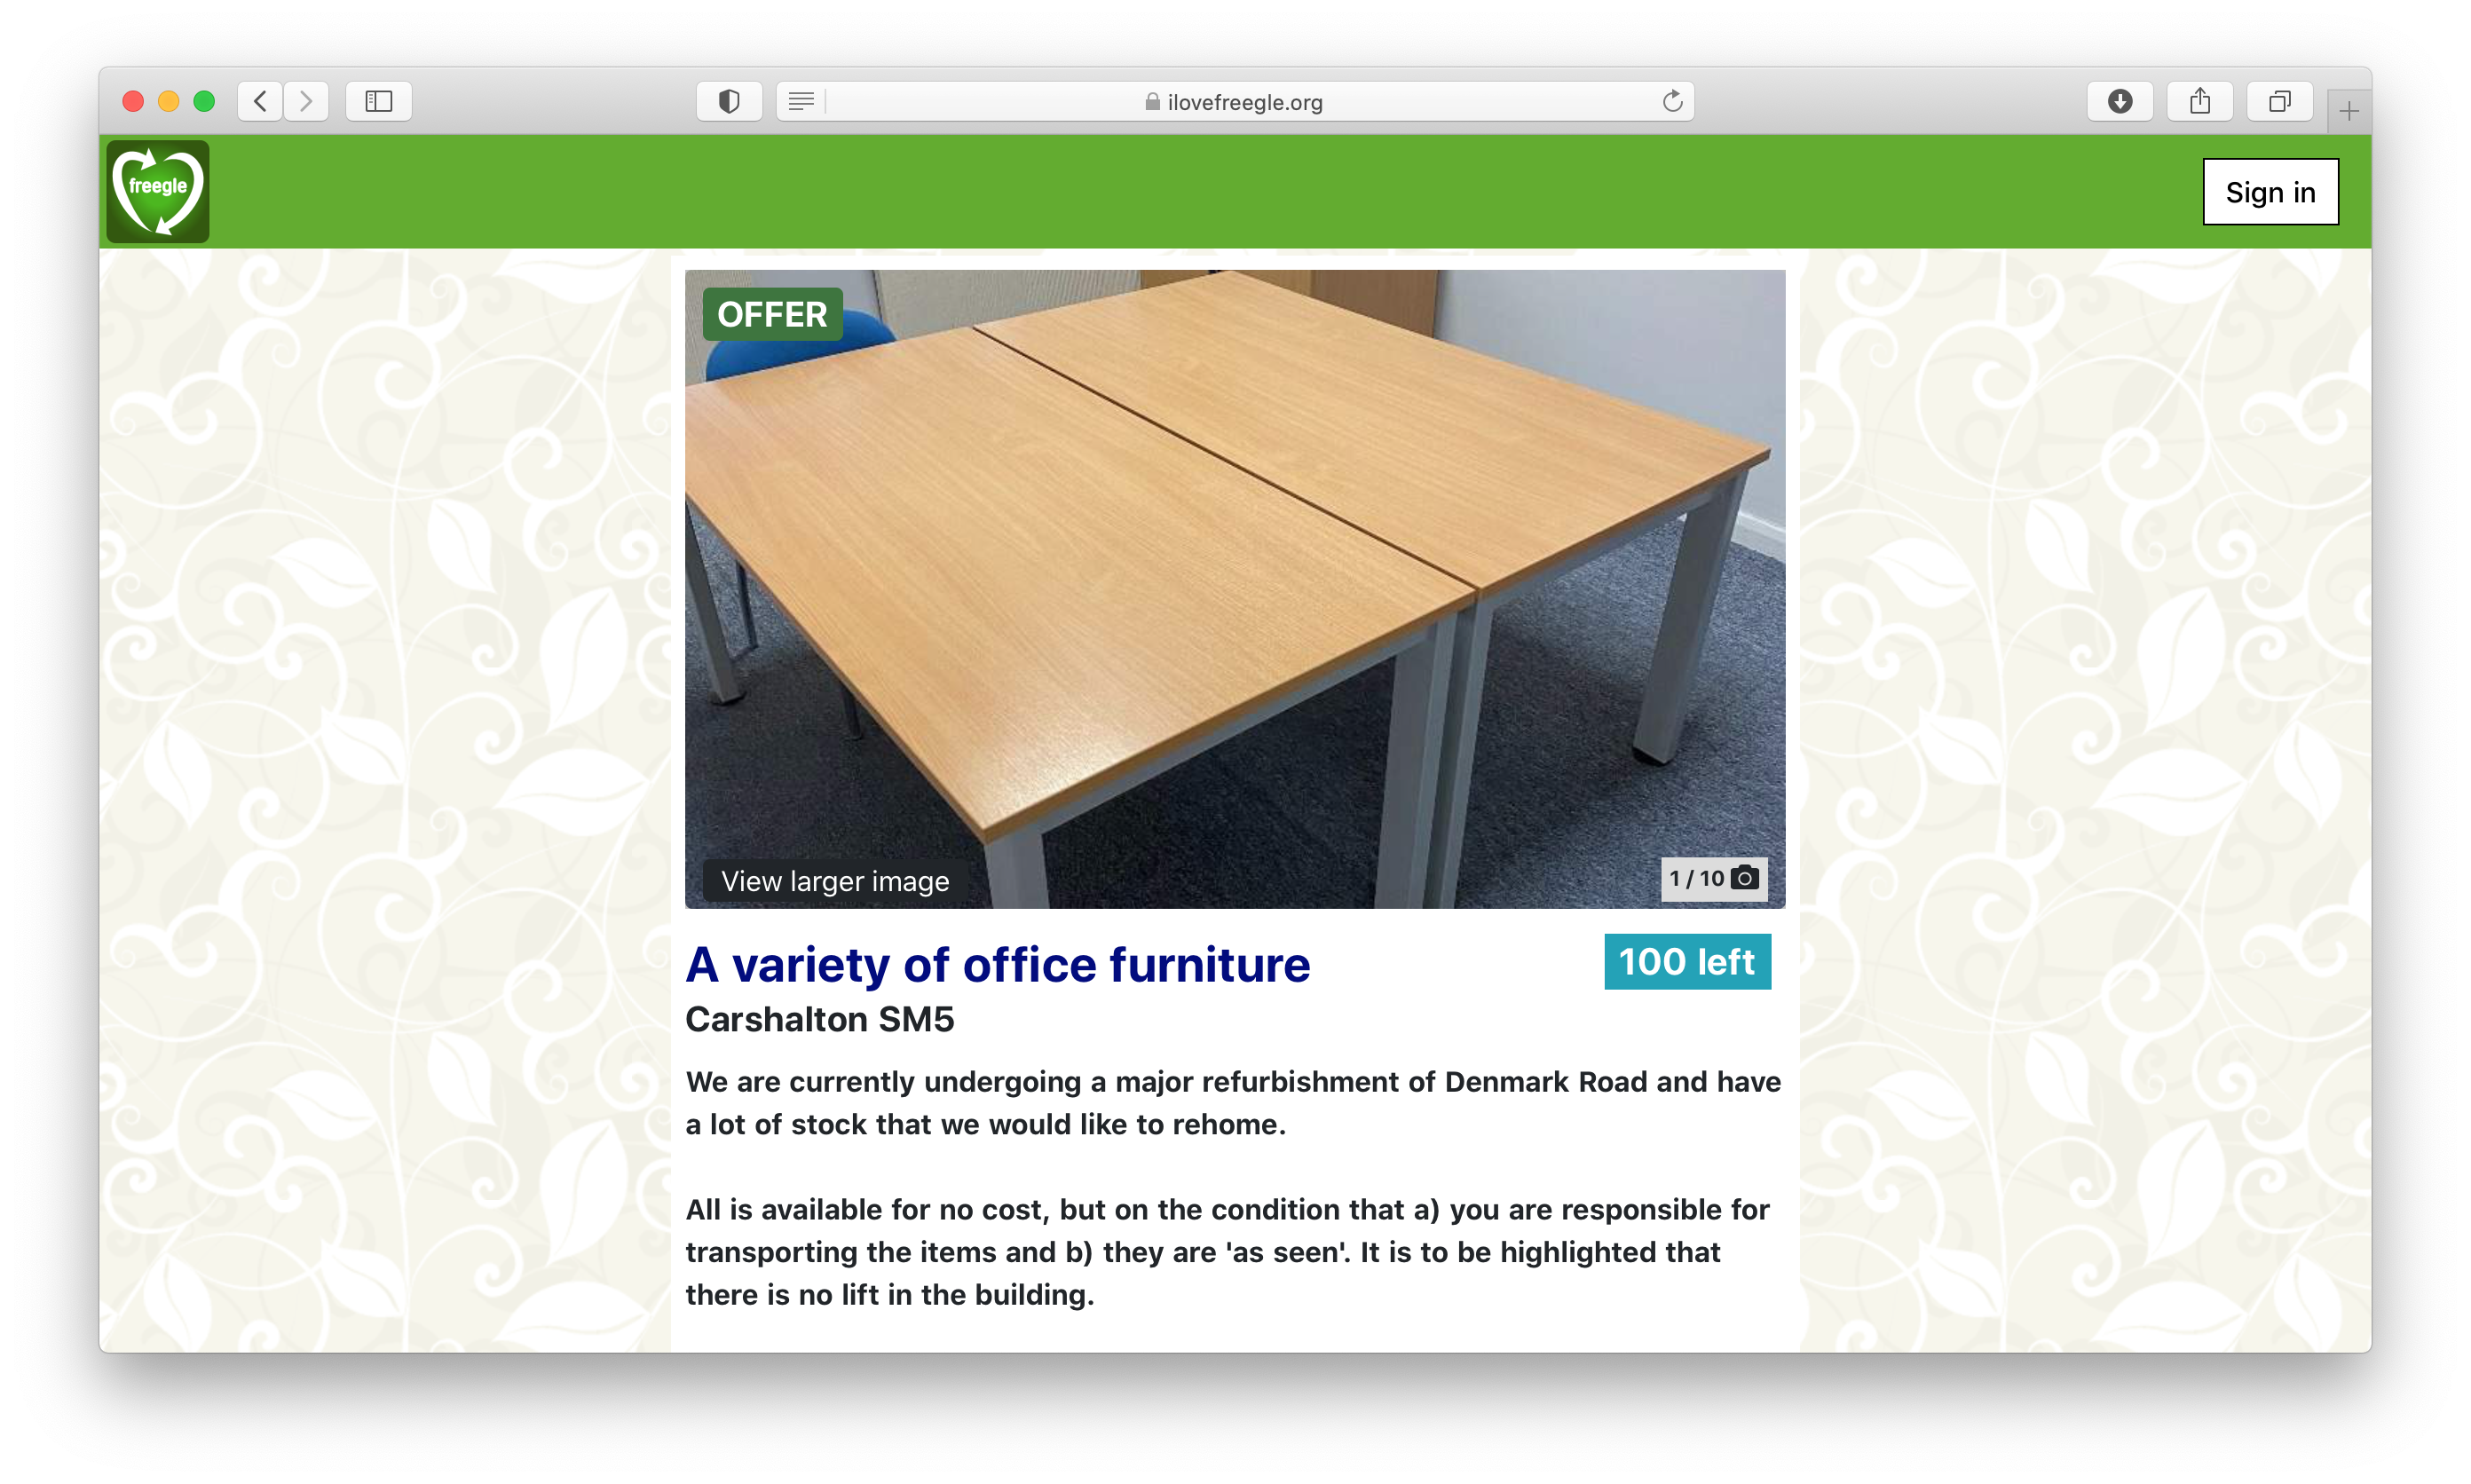 ilovefreegle.org
freegle
Sign in
OFFER
View larger image
1 / 10
A variety of office furniture
100 left
Carshalton SM5
We are currently undergoing a major refurbishment of Denmark Road and have
a lot of stock that we would like to rehome.
All is available for no cost, but on the condition that a) you are responsible for
transporting the items and b) they are 'as seen'. It is to be highlighted that
there is no lift in the building.